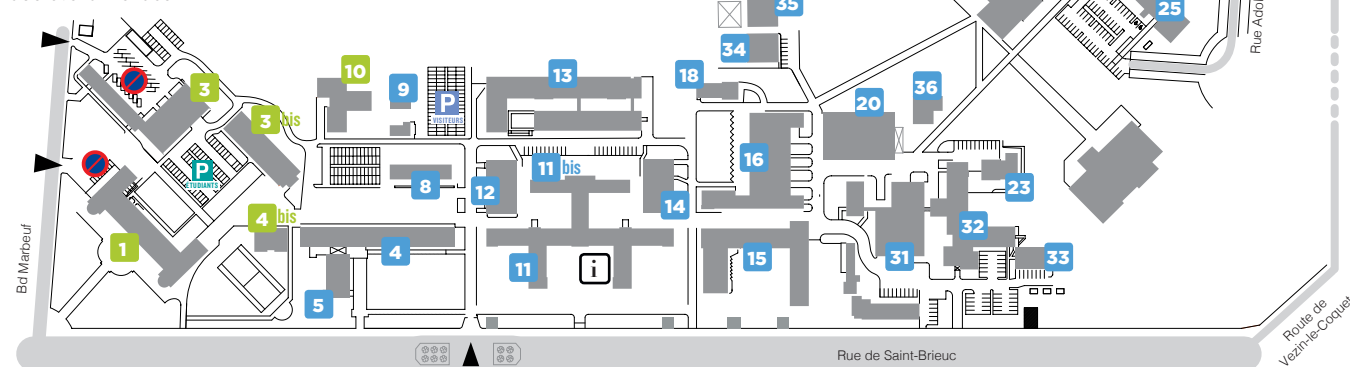 35
25
Rue Adol
34
10
13
18
9
3
36
P
VISITEURS
20
3 bis
16
11 bis
P
ETUDIANTS
8
12
23
14
4 bis
32
1
4
15
31
33
11
i
5
Bd Marbeuf
Route de
Vezin-le-Coquet
Rue de Saint-Brieuc